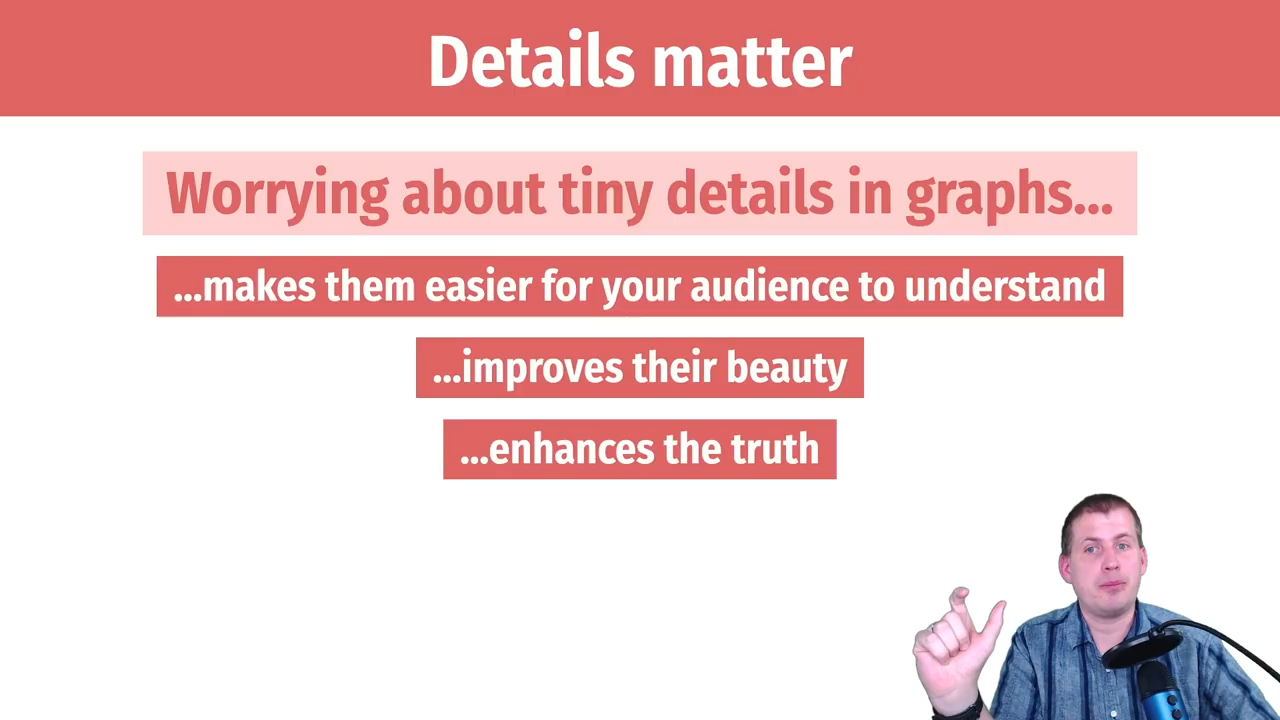 Details matter
Worrying about tiny details in graphs...
...makes them easier for your audience to understand
...improves their beauty
...enhances the truth